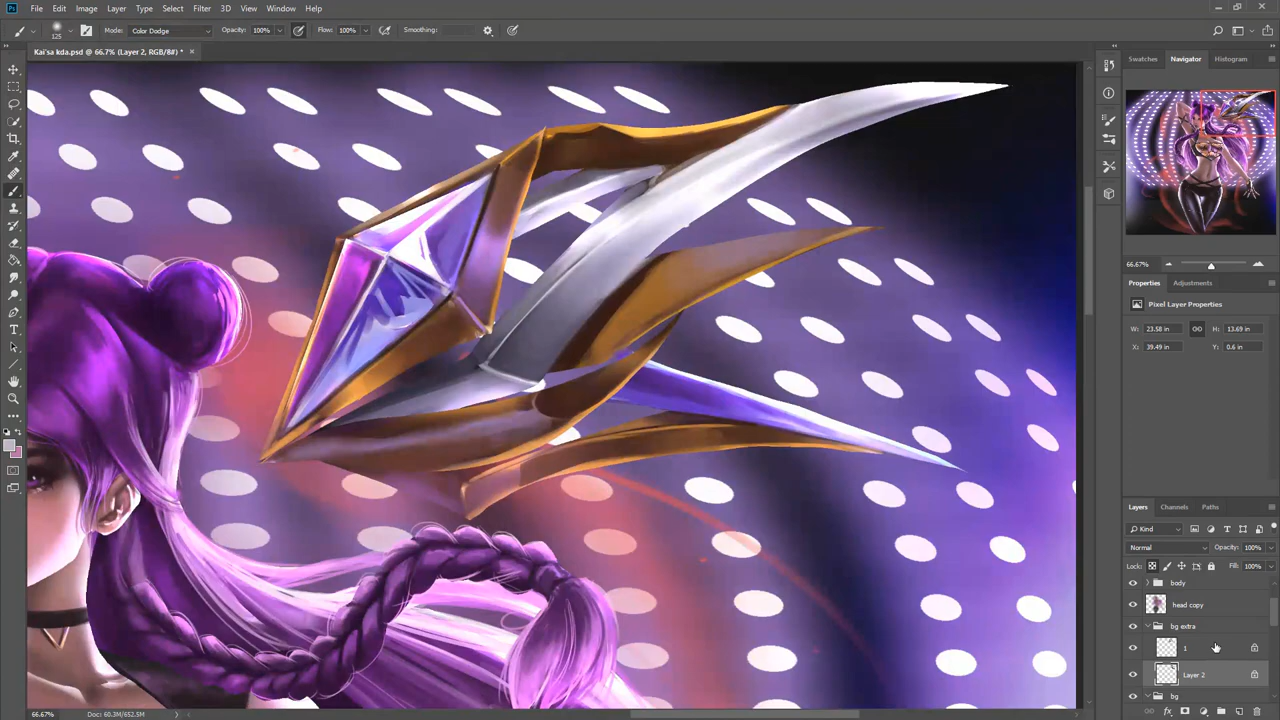 Ps File Edit Image Layer Type Select Filter 3D View Window Help
125 Mode: Color Dodge Opacity: 100% Flow: 100% Smoothing:
Kai'sa kda.psd @ 66.7% (Layer 2, RGB/8#) * ×
Swatches Navigator Histogram
66.67%
Properties Adjustments
Pixel Layer Properties
W: 23.58 in H: 13.69 in
X: 39.49 in Y: 0.6 in
Layers Channels Paths
Kind
Normal Opacity: 100%
Lock: Fill: 100%
body
head copy
bg extra
1
Layer 2
bg
66.67% Doc: 60.3M/652.5M